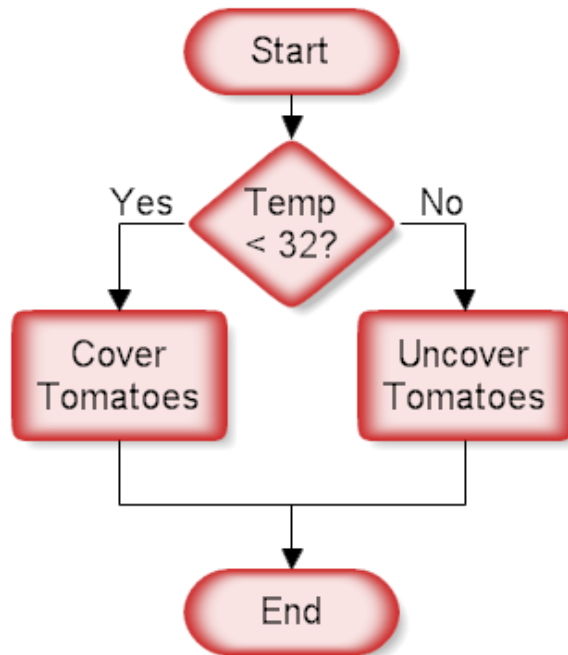 Start
Yes
Temp
< 32?
No
Cover
Tomatoes
Uncover
Tomatoes
End